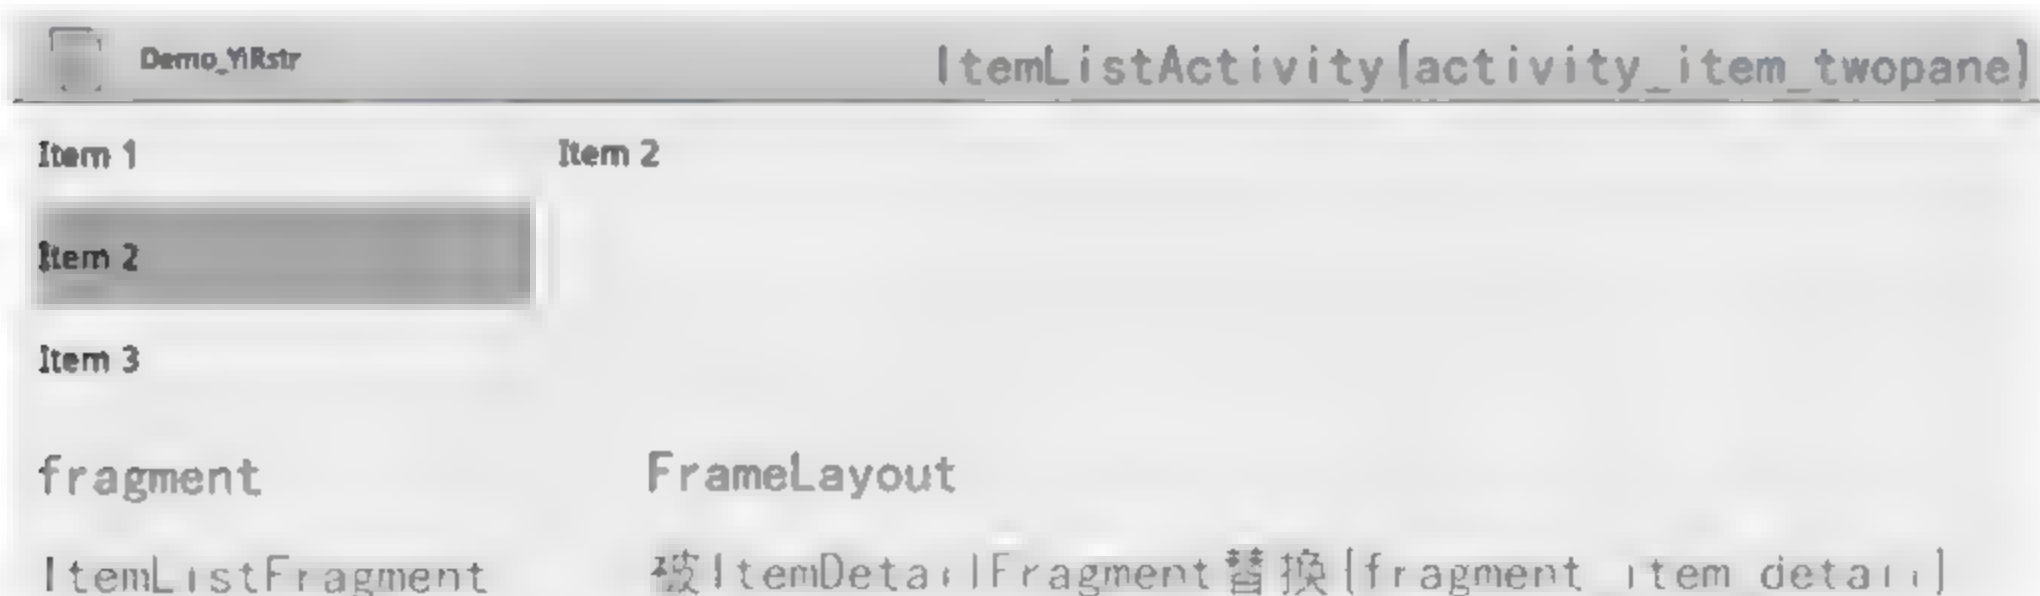 Demo_YiRstr ItemListActivity(activity_item_twopane)
Item 1 Item 2
Item 2
Item 3
fragment FrameLayout
ItemListFragment 被ItemDetailFragment替换(fragment_item_detail)